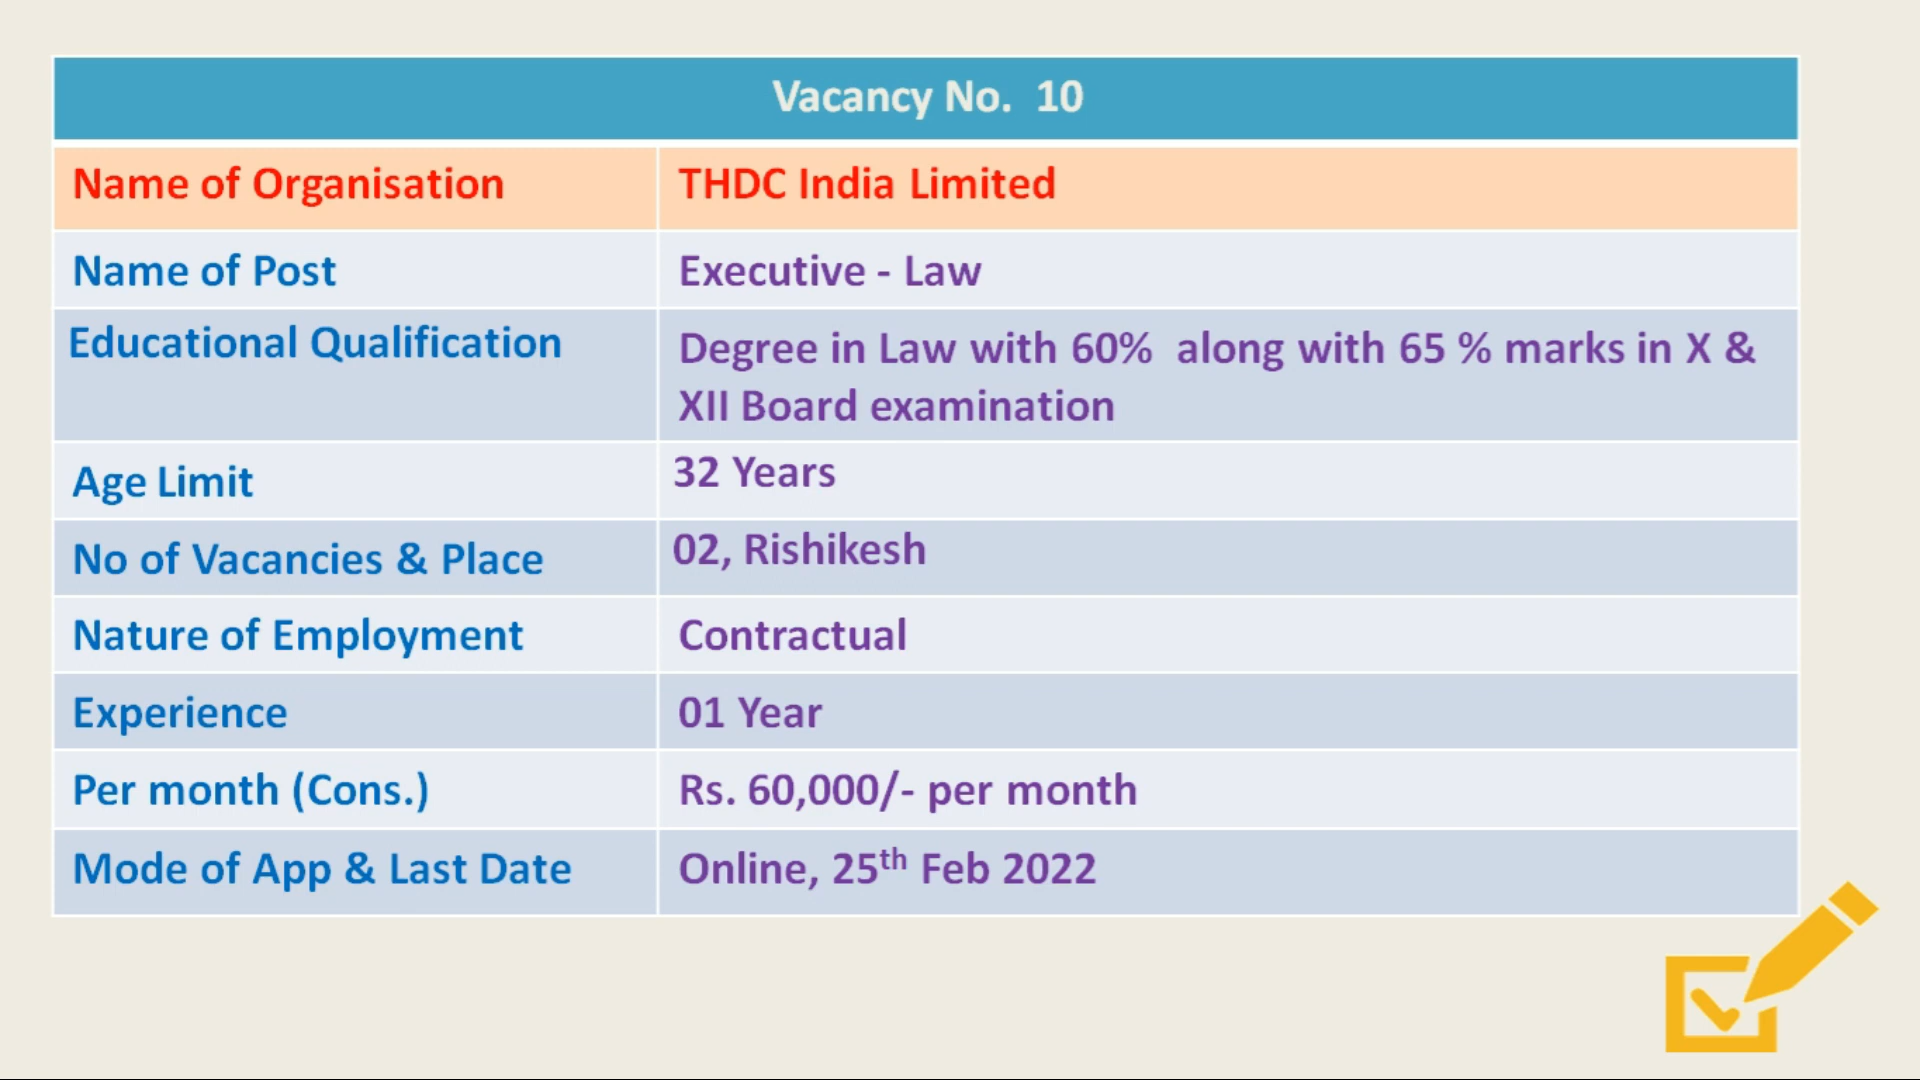 Vacancy No. 10
Name of Organisation THDC India Limited
Name of Post Executive - Law
Educational Qualification Degree in Law with 60% along with 65 % marks in X &
XII Board examination
Age Limit 32 Years
No of Vacancies & Place 02, Rishikesh
Nature of Employment Contractual
Experience 01 Year
Per month (Cons.) Rs. 60,000/- per month
Mode of App & Last Date Online, 25th Feb 2022